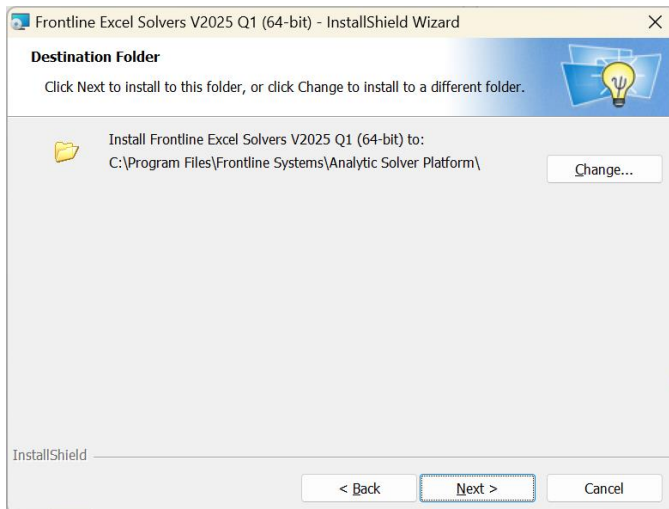 Frontline Excel Solvers V2025 Q1 (64-bit) - InstallShield Wizard
Destination Folder
Click Next to install to this folder, or click Change to install to a different folder.
Install Frontline Excel Solvers V2025 Q1 (64-bit) to:
C:\Program Files\Frontline Systems\Analytic Solver Platform\
Change...
InstallShield
< Back
Next >
Cancel